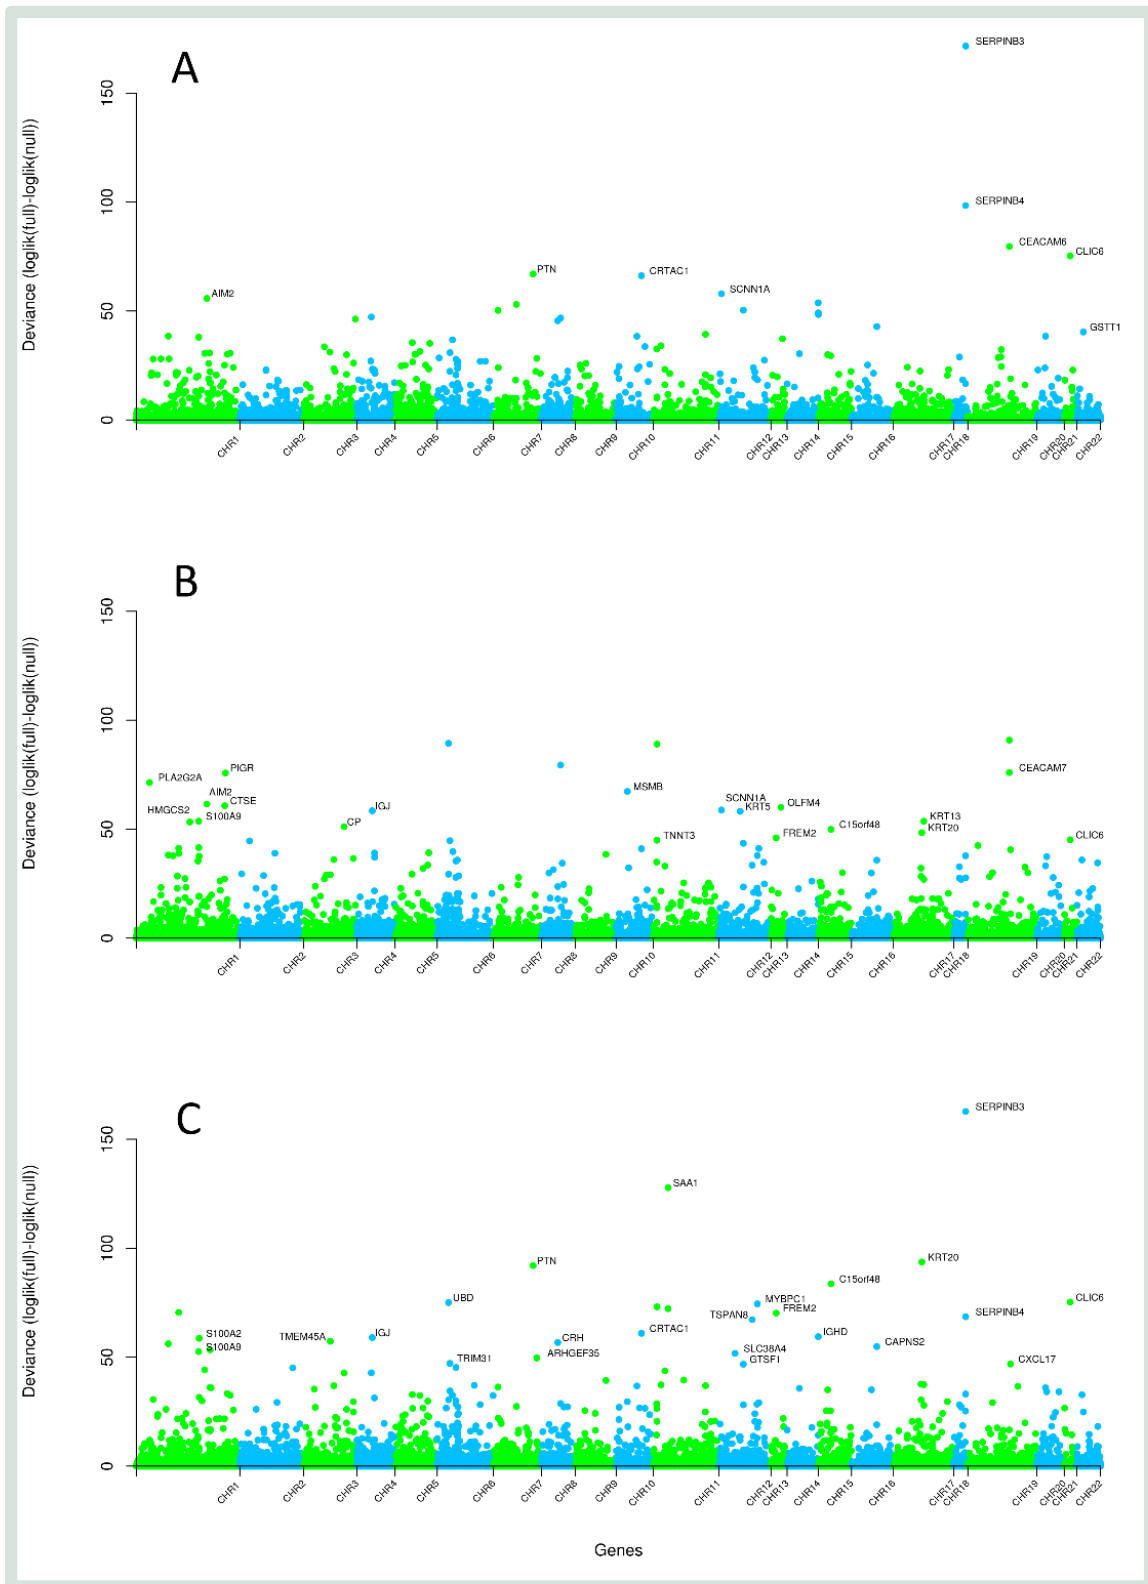 A
Deviance (loglik(full)-loglik(null))
150
100
50
0
SERPINB3
SERPINB4
CEACAM6
CLIC6
PTN
CRTAC1
SCNN1A
AIM2
GSTT1
CHR1 CHR2 CHR3 CHR4 CHR5 CHR6 CHR7 CHR8 CHR9 CHR10 CHR11 CHR12 CHR13 CHR14 CHR15 CHR16 CHR17 CHR18 CHR19 CHR20 CHR21 CHR22
B
Deviance (loglik(full)-loglik(null))
150
100
50
0
PIGR
CEACAM7
PLA2G2A
MSMB
AIM2
SCNN1A
CTSE
IGJ
KRT5
OLFM4
HMGCS2
S100A9
CP
KRT13
C15orf48
KRT20
TNNT3
FREM2
CLIC6
CHR1 CHR2 CHR3 CHR4 CHR5 CHR6 CHR7 CHR8 CHR9 CHR10 CHR11 CHR12 CHR13 CHR14 CHR15 CHR16 CHR17 CHR18 CHR19 CHR20 CHR21 CHR22
C
Deviance (loglik(full)-loglik(null))
150
100
50
0
SERPINB3
SAA1
PTN
KRT20
C15orf48
UBD
MYBPC1
CLIC6
TSPAN8
FREM2
SERPINB4
S100A2
TMEM45A
IGJ
CRTAC1
IGHD
CRH
S100A9
ARHGEF35
SLC38A4
CAPNS2
TRIM31
GTSF1
CXCL17
CHR1 CHR2 CHR3 CHR4 CHR5 CHR6 CHR7 CHR8 CHR9 CHR10 CHR11 CHR12 CHR13 CHR14 CHR15 CHR16 CHR17 CHR18 CHR19 CHR20 CHR21 CHR22
Genes